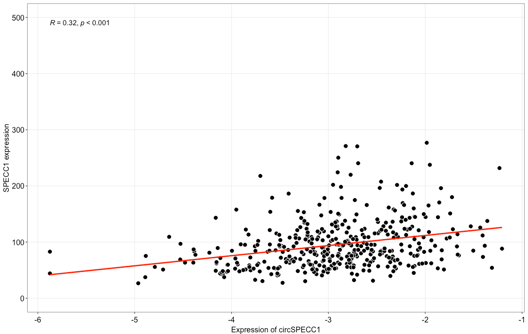 500
R = 0.32, p < 0.001
400
300
200
100
0
SPECC1 expression
-6 -5 -4 -3 -2 -1
Expression of circSPECC1